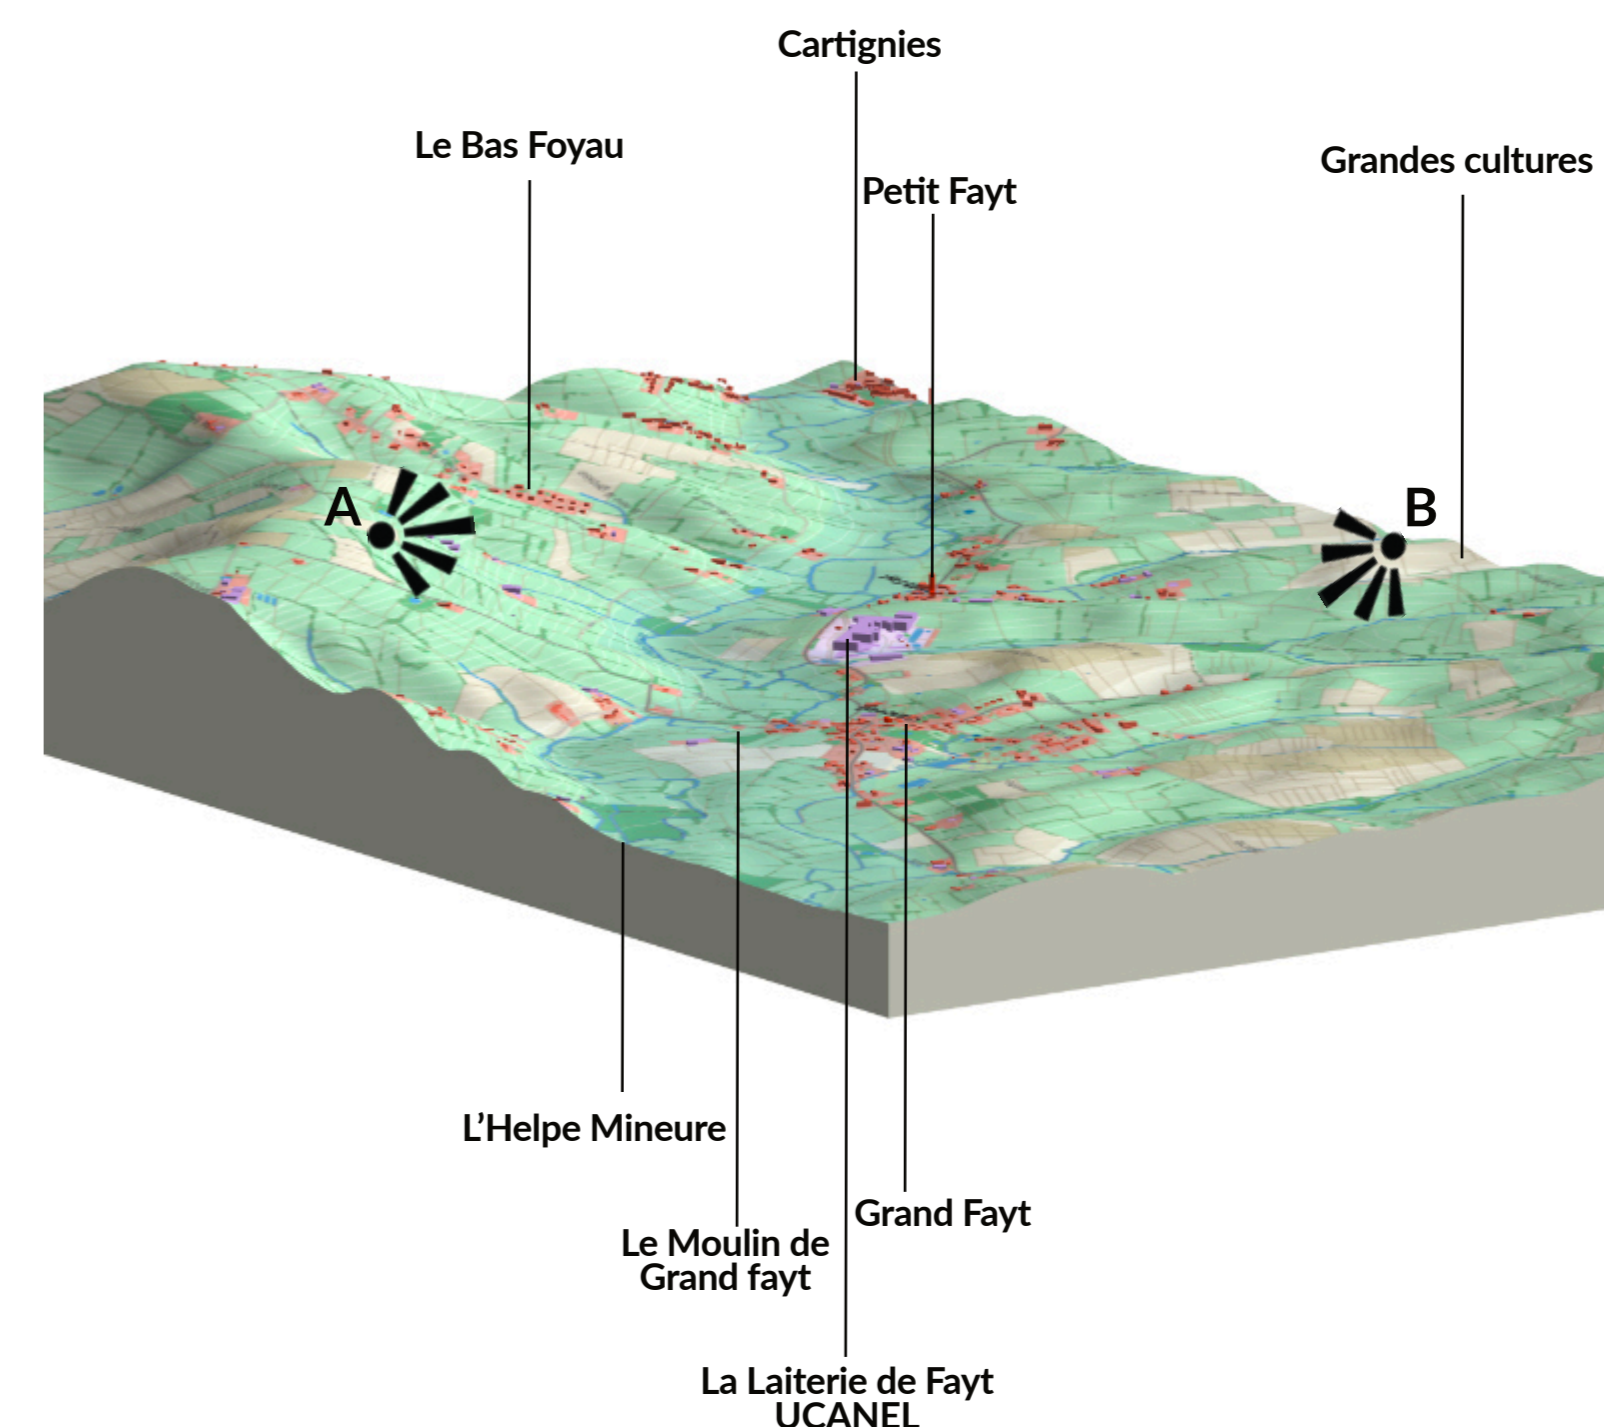 Cartignies
Le Bas Foyau
Grandes cultures
Petit Fayt
A
B
L’Helpe Mineure
Grand Fayt
Le Moulin de
Grand fayt
La Laiterie de Fayt
UCANEL